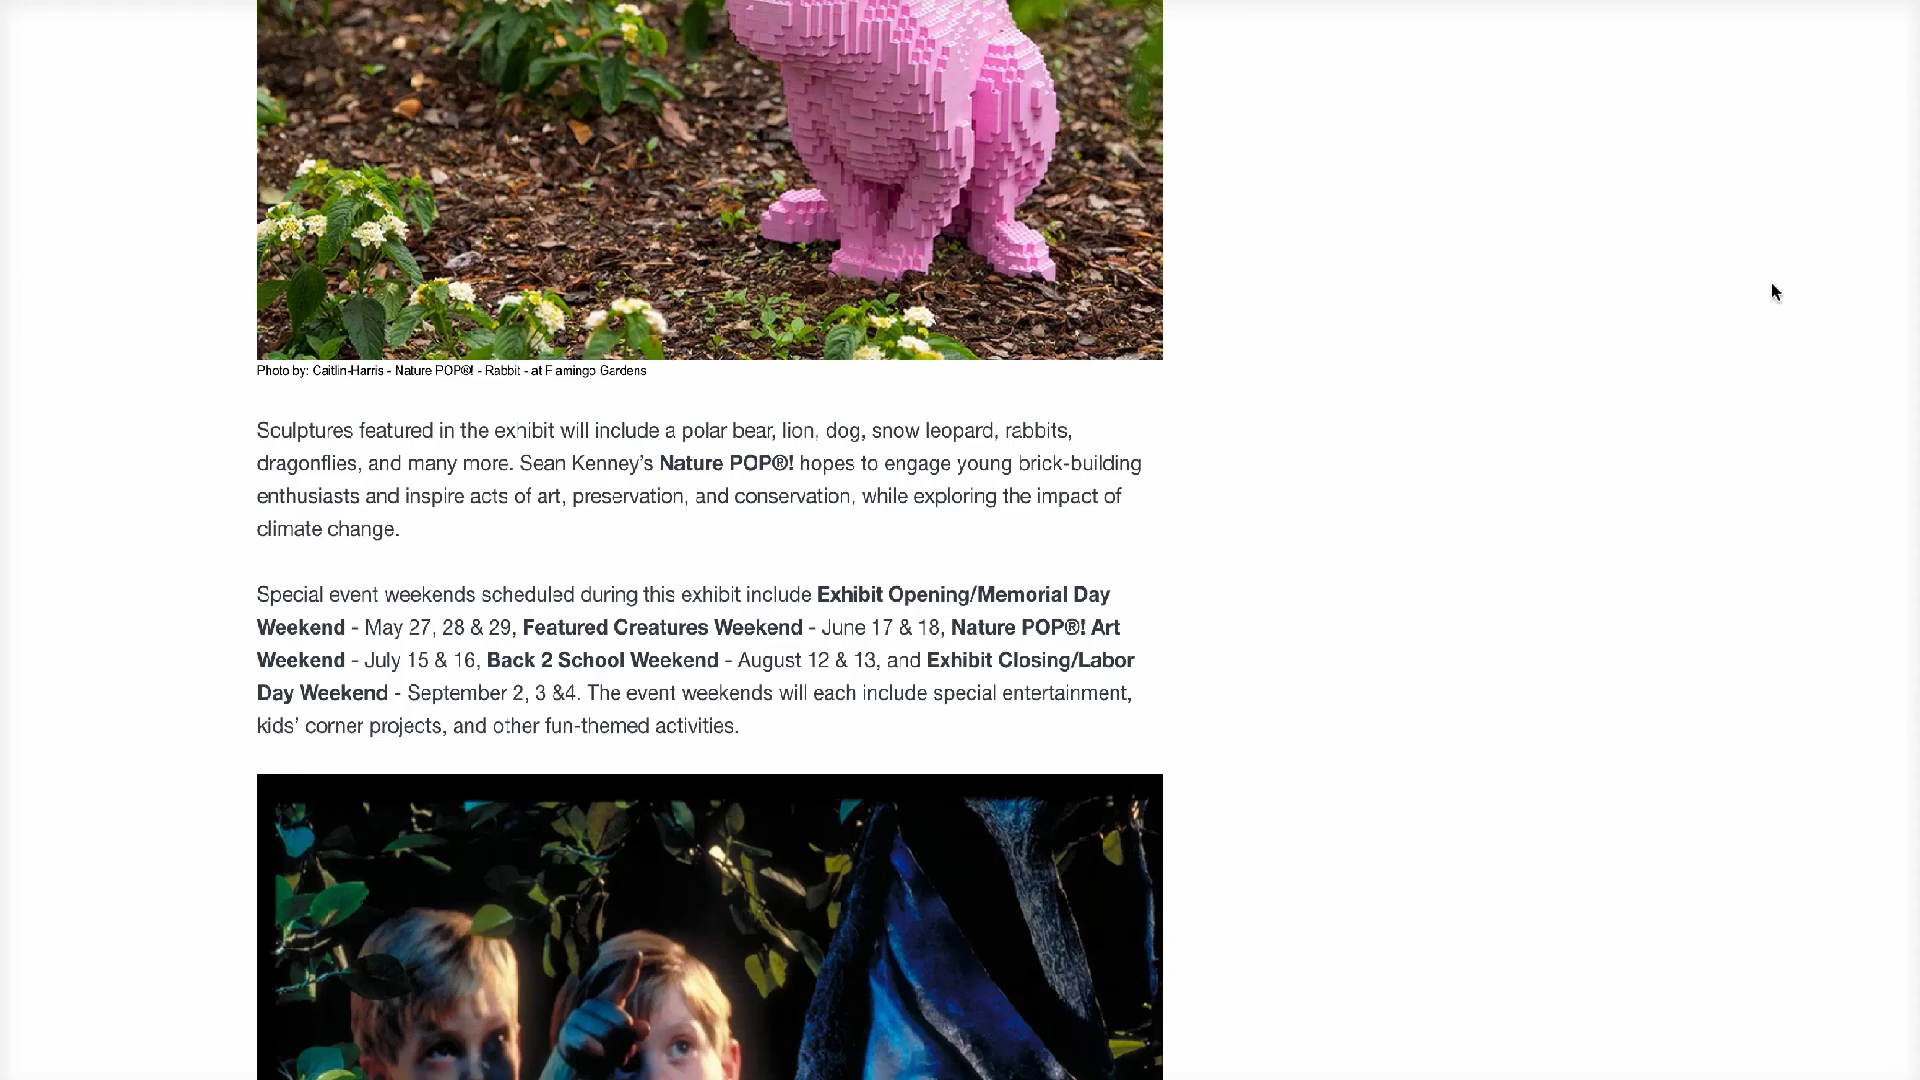 Photo by: Caitlin-Harris - Nature POP®! - Rabbit - at Flamingo Gardens
Sculptures featured in the exhibit will include a polar bear, lion, dog, snow leopard, rabbits,
dragonflies, and many more. Sean Kenney’s Nature POP®! hopes to engage young brick-building
enthusiasts and inspire acts of art, preservation, and conservation, while exploring the impact of
climate change.
Special event weekends scheduled during this exhibit include Exhibit Opening/Memorial Day
Weekend - May 27, 28 & 29, Featured Creatures Weekend - June 17 & 18, Nature POP®! Art
Weekend - July 15 & 16, Back 2 School Weekend - August 12 & 13, and Exhibit Closing/Labor
Day Weekend - September 2, 3 &4. The event weekends will each include special entertainment,
kids’ corner projects, and other fun-themed activities.